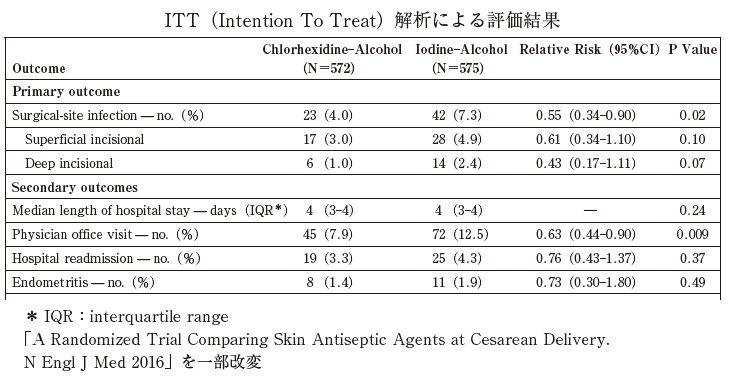 ITT（Intention To Treat）解析による評価結果
Outcome Chlorhexidine–Alcohol (N＝572) Iodine–Alcohol (N＝575) Relative Risk (95%CI) P Value
Primary outcome
Surgical-site infection — no. (%) 23 (4.0) 42 (7.3) 0.55 (0.34–0.90) 0.02
Superficial incisional 17 (3.0) 28 (4.9) 0.61 (0.34–1.10) 0.10
Deep incisional 6 (1.0) 14 (2.4) 0.43 (0.17–1.11) 0.07
Secondary outcomes
Median length of hospital stay — days (IQR*) 4 (3–4) 4 (3–4) — 0.24
Physician office visit — no. (%) 45 (7.9) 72 (12.5) 0.63 (0.44–0.90) 0.009
Hospital readmission — no. (%) 19 (3.3) 25 (4.3) 0.76 (0.43–1.37) 0.37
Endometritis — no. (%) 8 (1.4) 11 (1.9) 0.73 (0.30–1.80) 0.49
* IQR：interquartile range
「A Randomized Trial Comparing Skin Antiseptic Agents at Cesarean Delivery.
N Engl J Med 2016」を一部改変